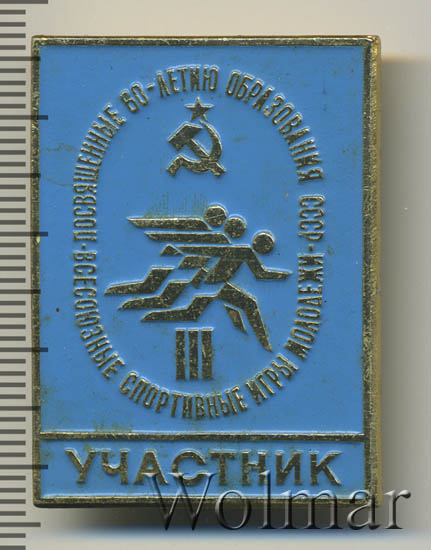 ВСЕСОЮЗНЫЕ СПОРТИВНЫЕ ИГРЫ МОЛОДЕЖИ · ПОСВЯЩЕННЫЕ 60-ЛЕТИЮ ОБРАЗОВАНИЯ СССР ·
III
УЧАСТНИК
Wolmar